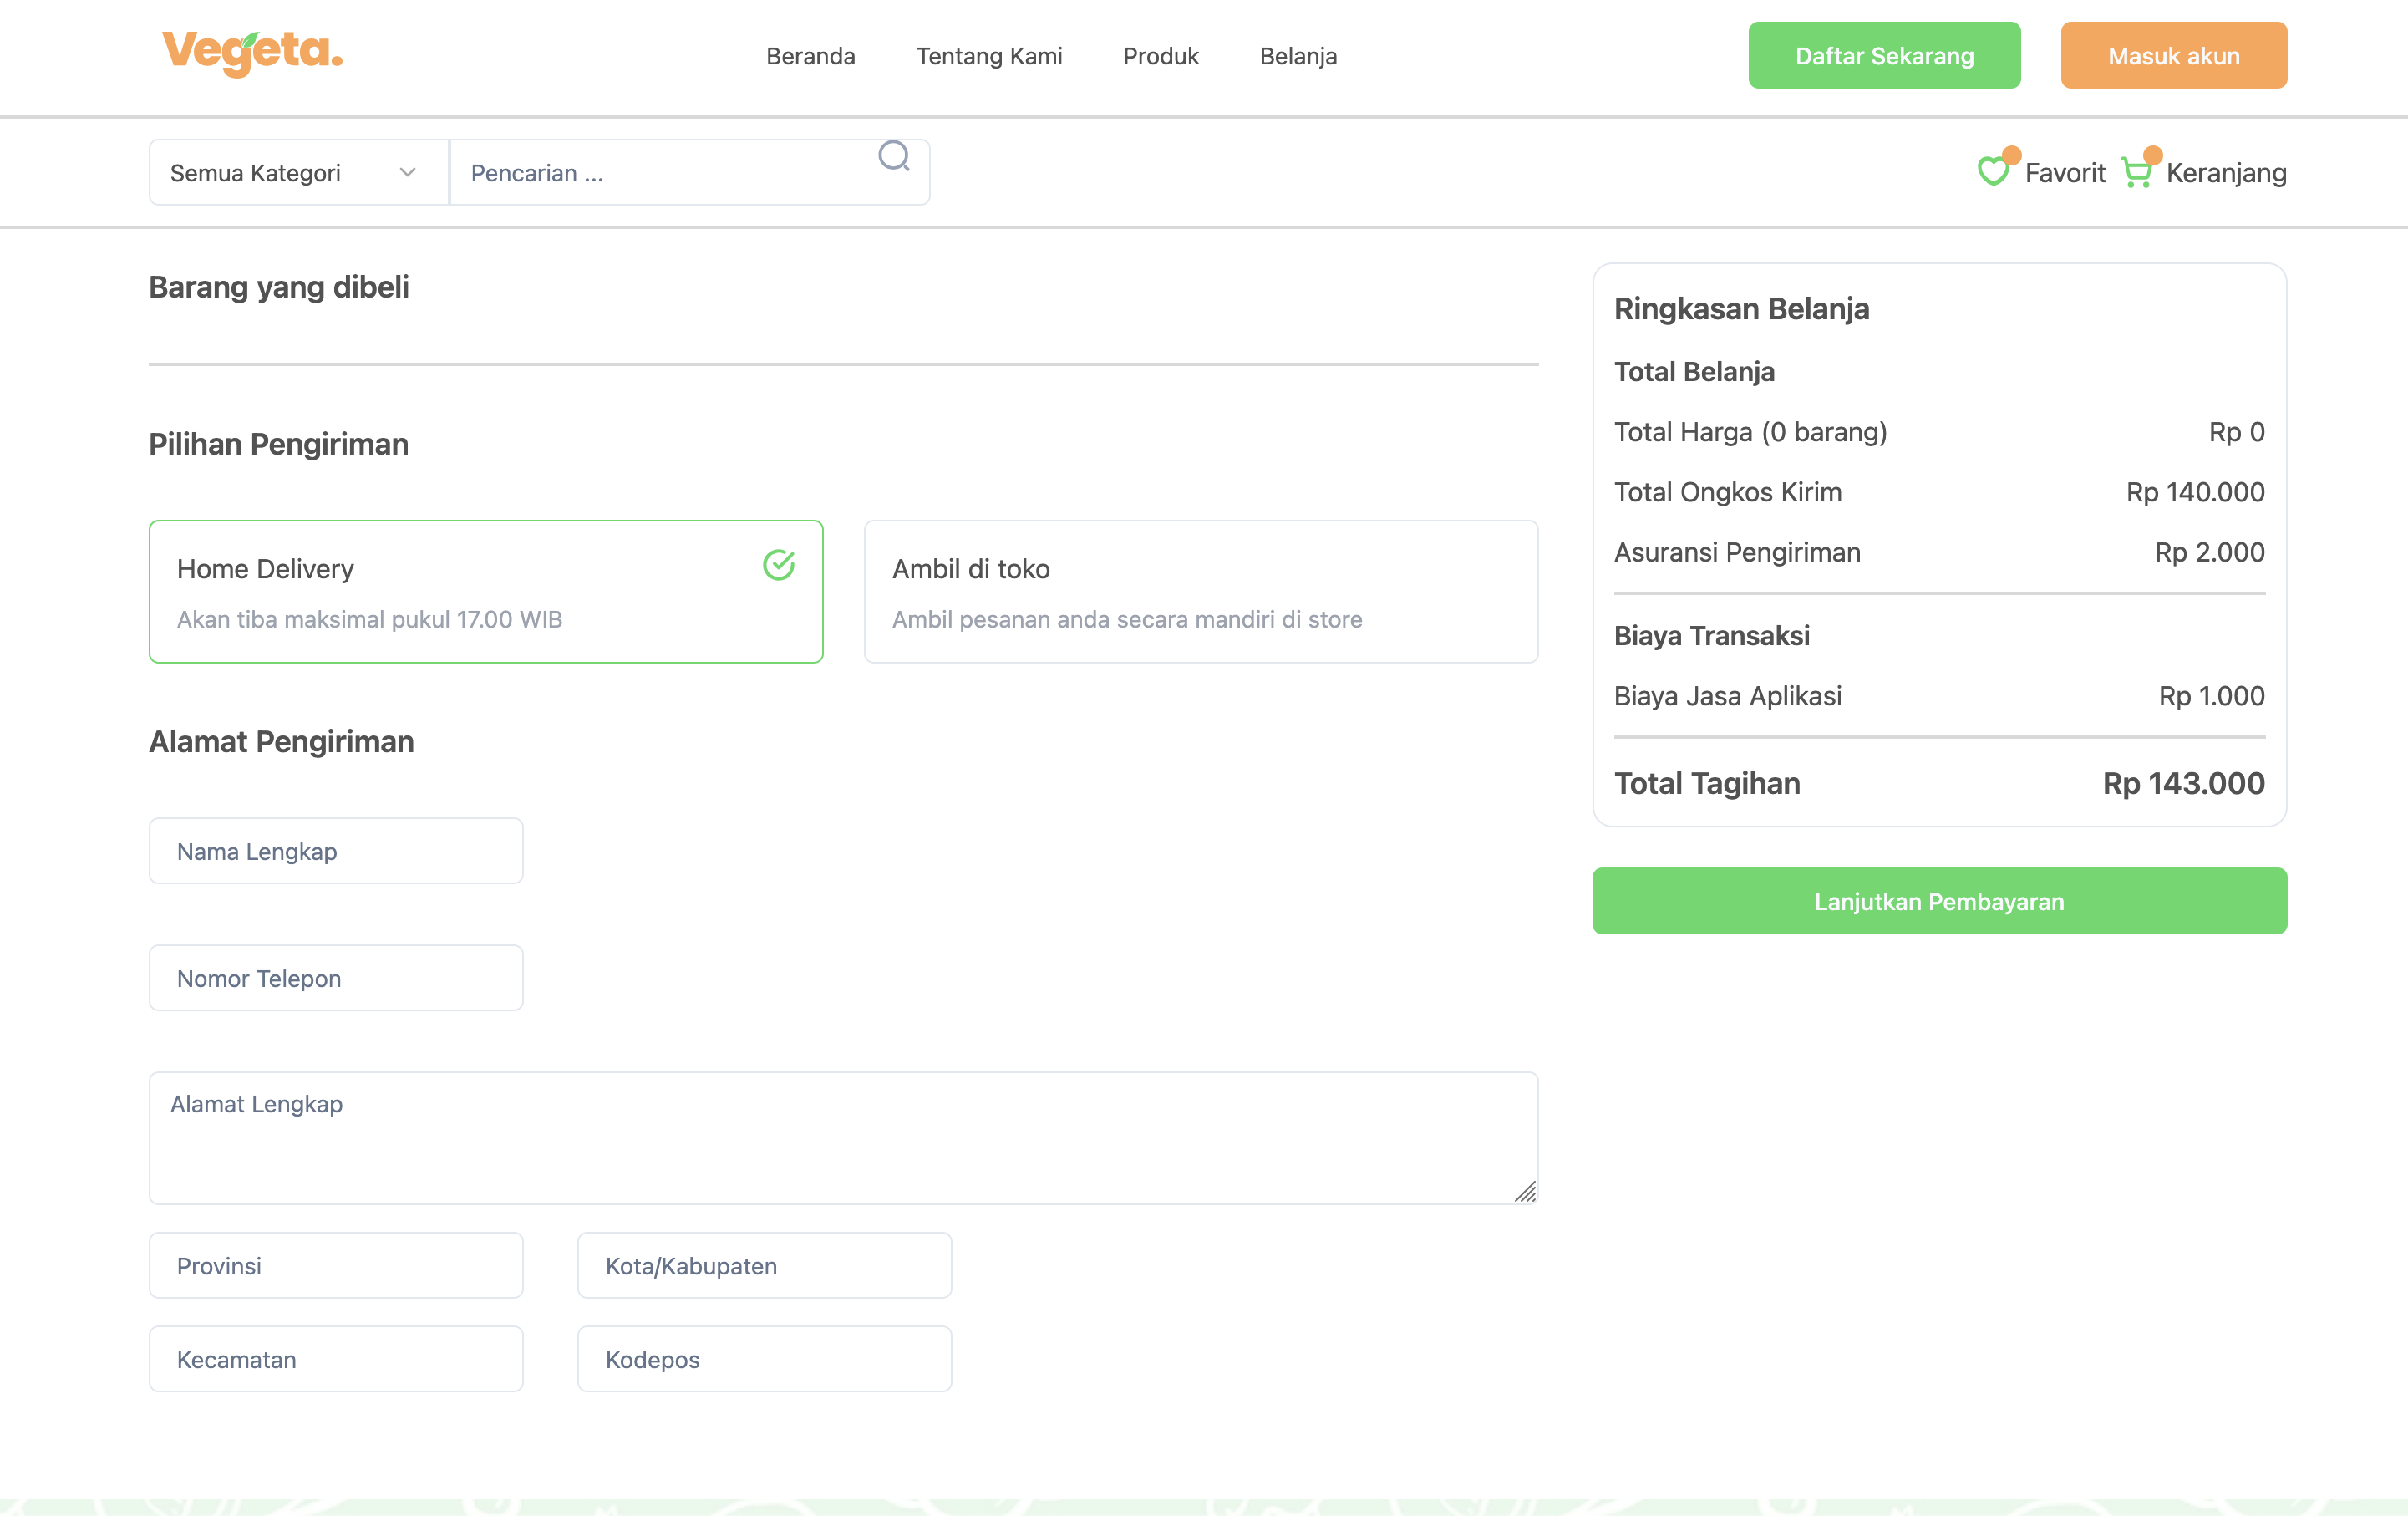 Vegeta.
Beranda
Tentang Kami
Produk
Belanja
Daftar Sekarang
Masuk akun
Semua Kategori
Pencarian ...
Favorit
Keranjang
Barang yang dibeli
Pilihan Pengiriman
Home Delivery
Akan tiba maksimal pukul 17.00 WIB
Ambil di toko
Ambil pesanan anda secara mandiri di store
Alamat Pengiriman
Nama Lengkap
Nomor Telepon
Alamat Lengkap
Provinsi
Kota/Kabupaten
Kecamatan
Kodepos
Ringkasan Belanja
Total Belanja
Total Harga (0 barang) Rp 0
Total Ongkos Kirim Rp 140.000
Asuransi Pengiriman Rp 2.000
Biaya Transaksi
Biaya Jasa Aplikasi Rp 1.000
Total Tagihan Rp 143.000
Lanjutkan Pembayaran